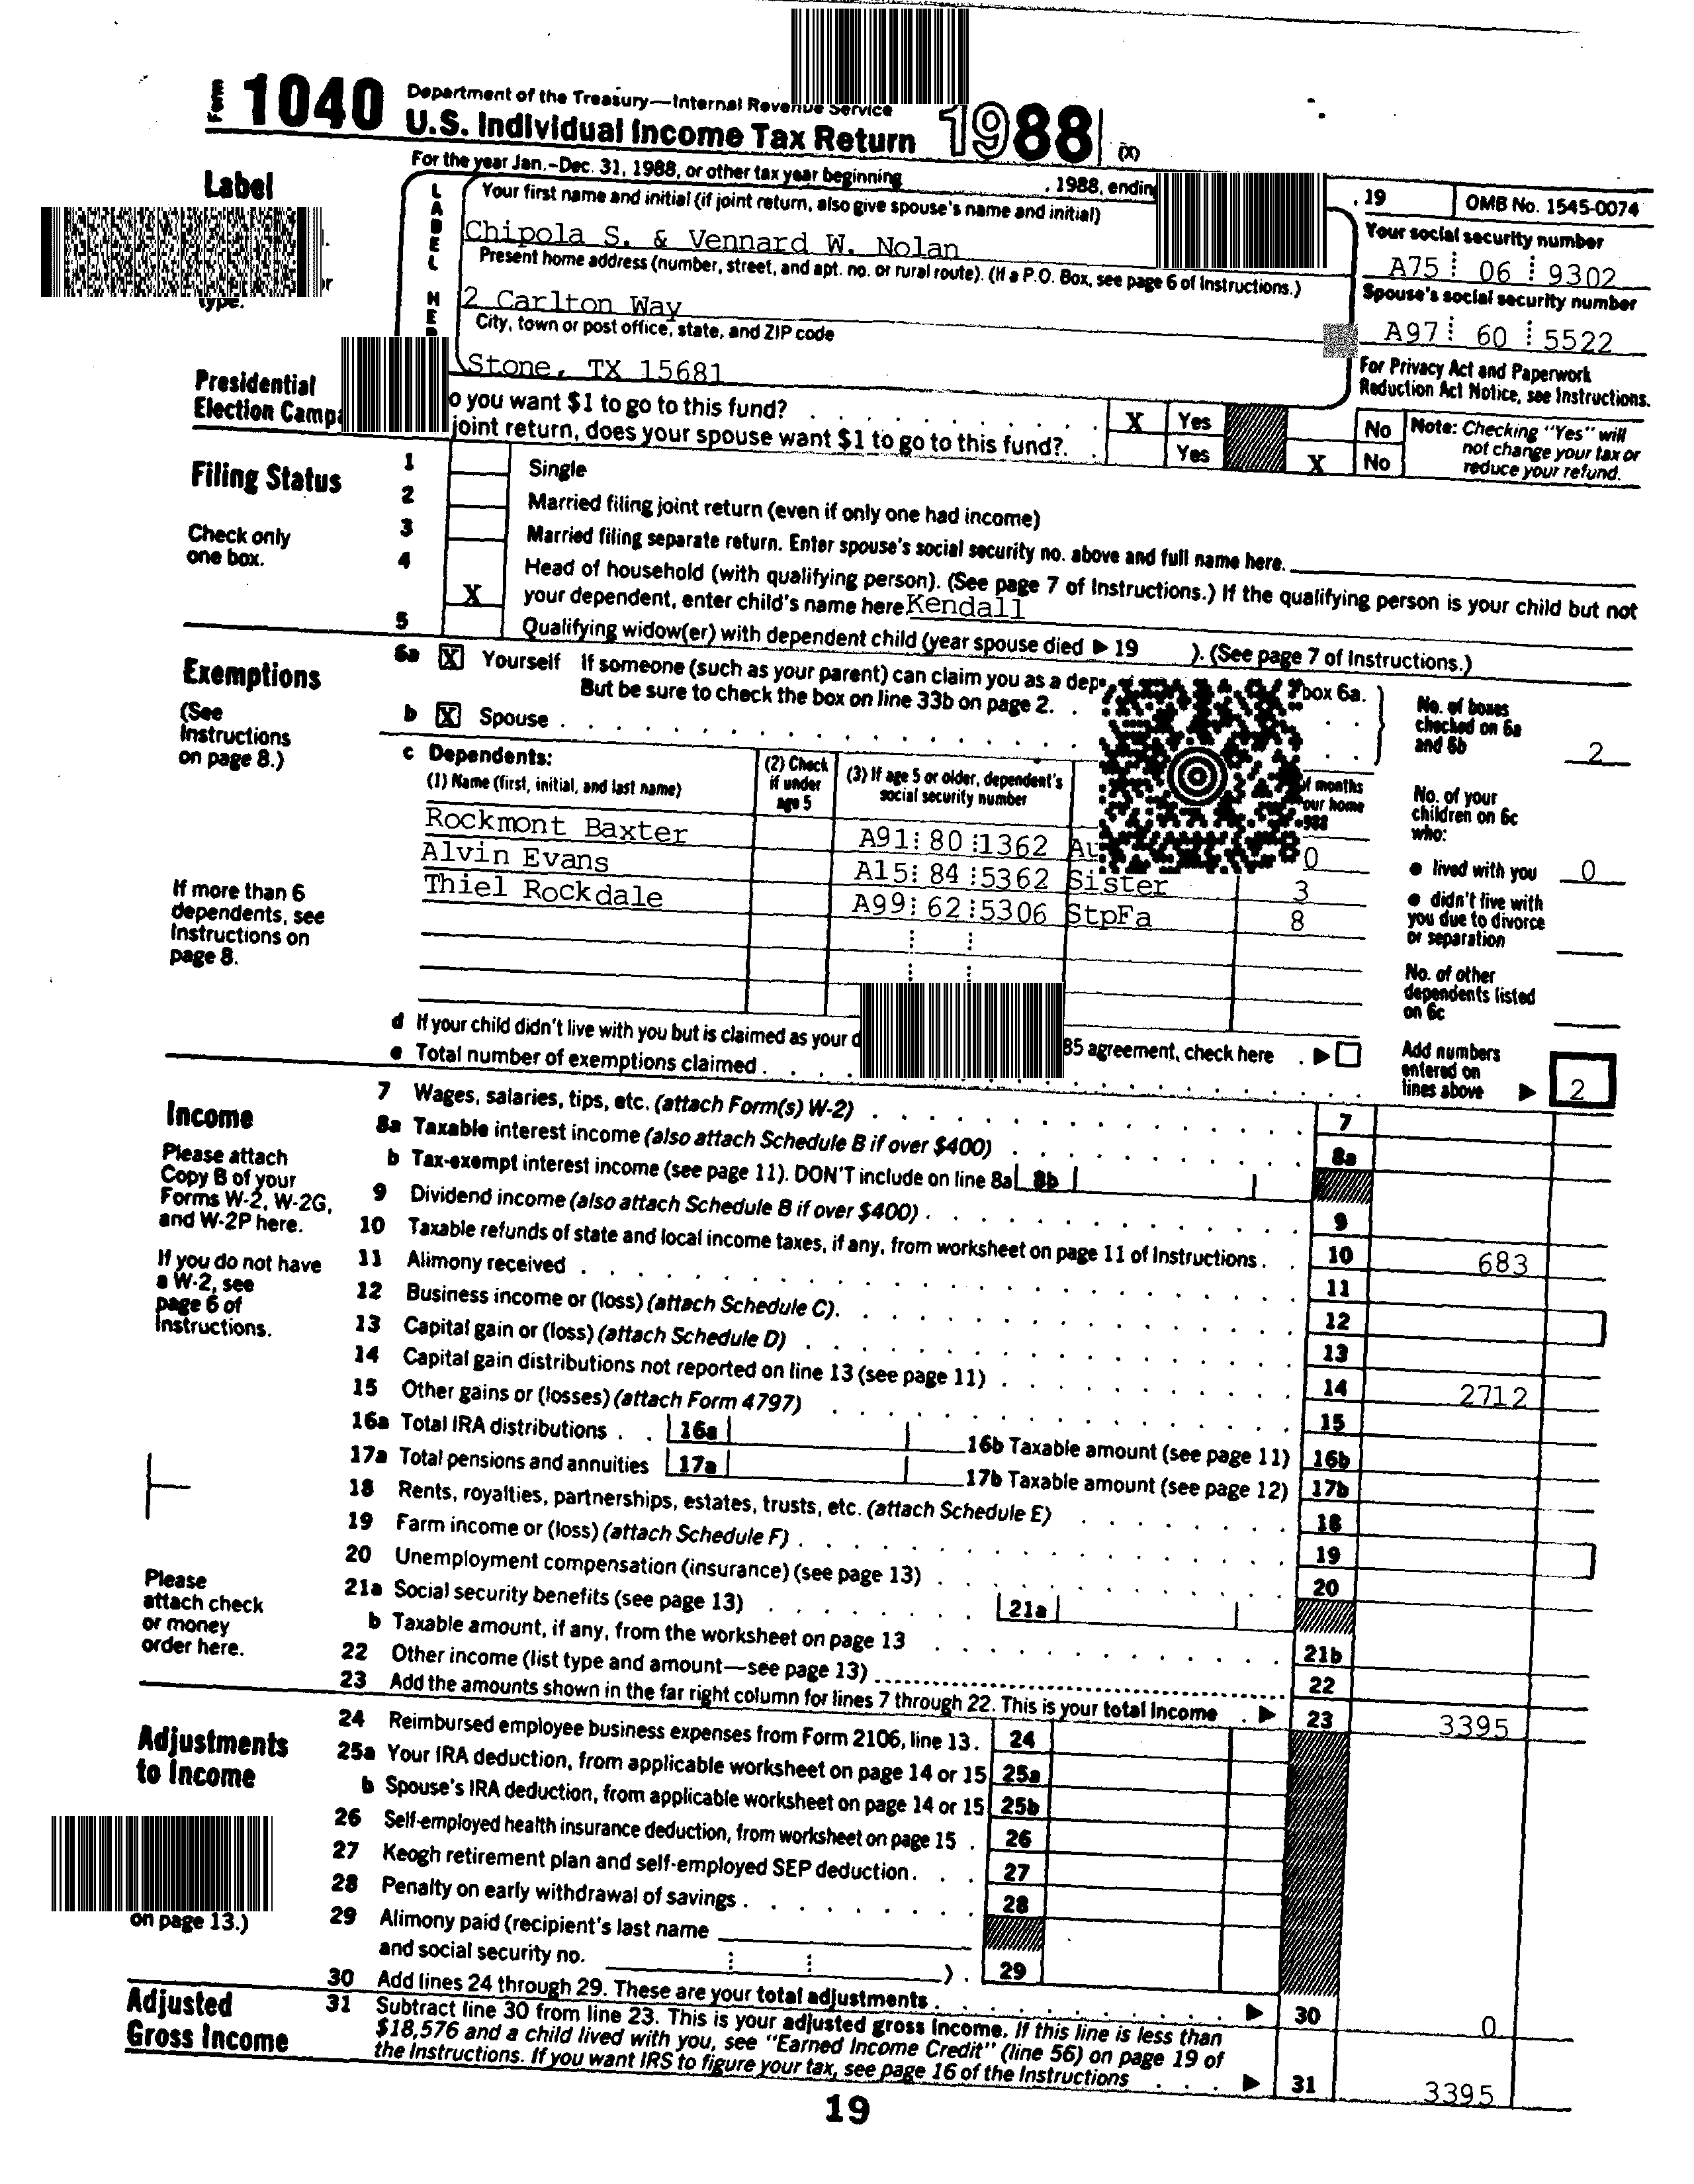 Form 1040 Department of the Treasury—Internal Revenue Service
U.S. Individual Income Tax Return 1988 (X)
For the year Jan.–Dec. 31, 1988, or other tax year beginning , 1988, ending , 19 OMB No. 1545-0074
Label
LABEL
type.
Your first name and initial (if joint return, also give spouse's name and initial)
Chipola S. & Vennard W. Nolan
Your social security number
A75 06 9302
Present home address (number, street, and apt. no. or rural route). (If a P.O. Box, see page 6 of Instructions.)
2 Carlton Way
Spouse's social security number
A97 60 5522
City, town or post office, state, and ZIP code
Stone, TX 15681
For Privacy Act and Paperwork
Reduction Act Notice, see Instructions.
Presidential
Election
you want $1 to go to this fund? X Yes No
joint return, does your spouse want $1 to go to this fund? Yes X No
Note: Checking "Yes" will
not change your tax or
reduce your refund.
Filing Status
Check only
one box.
1 Single
2 Married filing joint return (even if only one had income)
3 Married filing separate return. Enter spouse's social security no. above and full name here.
4 Head of household (with qualifying person). (See page 7 of Instructions.) If the qualifying person is your child but not
X your dependent, enter child's name here Kendall
5 Qualifying widow(er) with dependent child (year spouse died ▶ 19 ). (See page 7 of Instructions.)
Exemptions
(See
Instructions
on page 8.)
6a X Yourself If someone (such as your parent) can claim you as a box 6a.
But be sure to check the box on line 33b on page 2.
b X Spouse
No. of boxes
checked on 6a
and 6b 2
c Dependents:
(1) Name (first, initial, and last name)
(2) Check
if under
age 5
(3) If age 5 or older, dependent's
social security number
months
our home
Rockmont Baxter A91 80 1362 0
Alvin Evans A15 84 5362 Sister 3
Thiel Rockdale A99 62 5306 StpFa 8
No. of your
children on 6c
who:
● lived with you 0
● didn't live with
you due to divorce
or separation
No. of other
dependents listed
on 6c
If more than 6
dependents, see
Instructions on
page 8.
d If your child didn't live with you but is claimed as your agreement, check here ▶
e Total number of exemptions claimed
Add numbers
entered on
lines above ▶ 2
Income
Please attach
Copy B of your
Forms W-2, W-2G,
and W-2P here.
If you do not have
a W-2, see
page 6 of
Instructions.
7 Wages, salaries, tips, etc. (attach Form(s) W-2) 7
8a Taxable interest income (also attach Schedule B if over $400) 8a
b Tax-exempt interest income (see page 11). DON'T include on line 8a 8b
9 Dividend income (also attach Schedule B if over $400) 9
10 Taxable refunds of state and local income taxes, if any, from worksheet on page 11 of Instructions 10 683
11 Alimony received 11
12 Business income or (loss) (attach Schedule C) 12
13 Capital gain or (loss) (attach Schedule D) 13
14 Capital gain distributions not reported on line 13 (see page 11) 14 2712
15 Other gains or (losses) (attach Form 4797) 15
16a Total IRA distributions 16a 16b Taxable amount (see page 11) 16b
17a Total pensions and annuities 17a 17b Taxable amount (see page 12) 17b
18 Rents, royalties, partnerships, estates, trusts, etc. (attach Schedule E) 18
19 Farm income or (loss) (attach Schedule F) 19
20 Unemployment compensation (insurance) (see page 13) 20
21a Social security benefits (see page 13) 21a
b Taxable amount, if any, from the worksheet on page 13 21b
22 Other income (list type and amount—see page 13) 22
23 Add the amounts shown in the far right column for lines 7 through 22. This is your total income ▶ 23 3395
Please
attach check
or money
order here.
Adjustments
to Income
on page 13.)
24 Reimbursed employee business expenses from Form 2106, line 13. 24
25a Your IRA deduction, from applicable worksheet on page 14 or 15 25a
b Spouse's IRA deduction, from applicable worksheet on page 14 or 15 25b
26 Self-employed health insurance deduction, from worksheet on page 15 26
27 Keogh retirement plan and self-employed SEP deduction 27
28 Penalty on early withdrawal of savings 28
29 Alimony paid (recipient's last name
and social security no. ) 29
30 Add lines 24 through 29. These are your total adjustments ▶ 30 0
Adjusted
Gross Income
31 Subtract line 30 from line 23. This is your adjusted gross income. If this line is less than
$18,576 and a child lived with you, see "Earned Income Credit" (line 56) on page 19 of
the Instructions. If you want IRS to figure your tax, see page 16 of the Instructions ▶ 31 3395
19